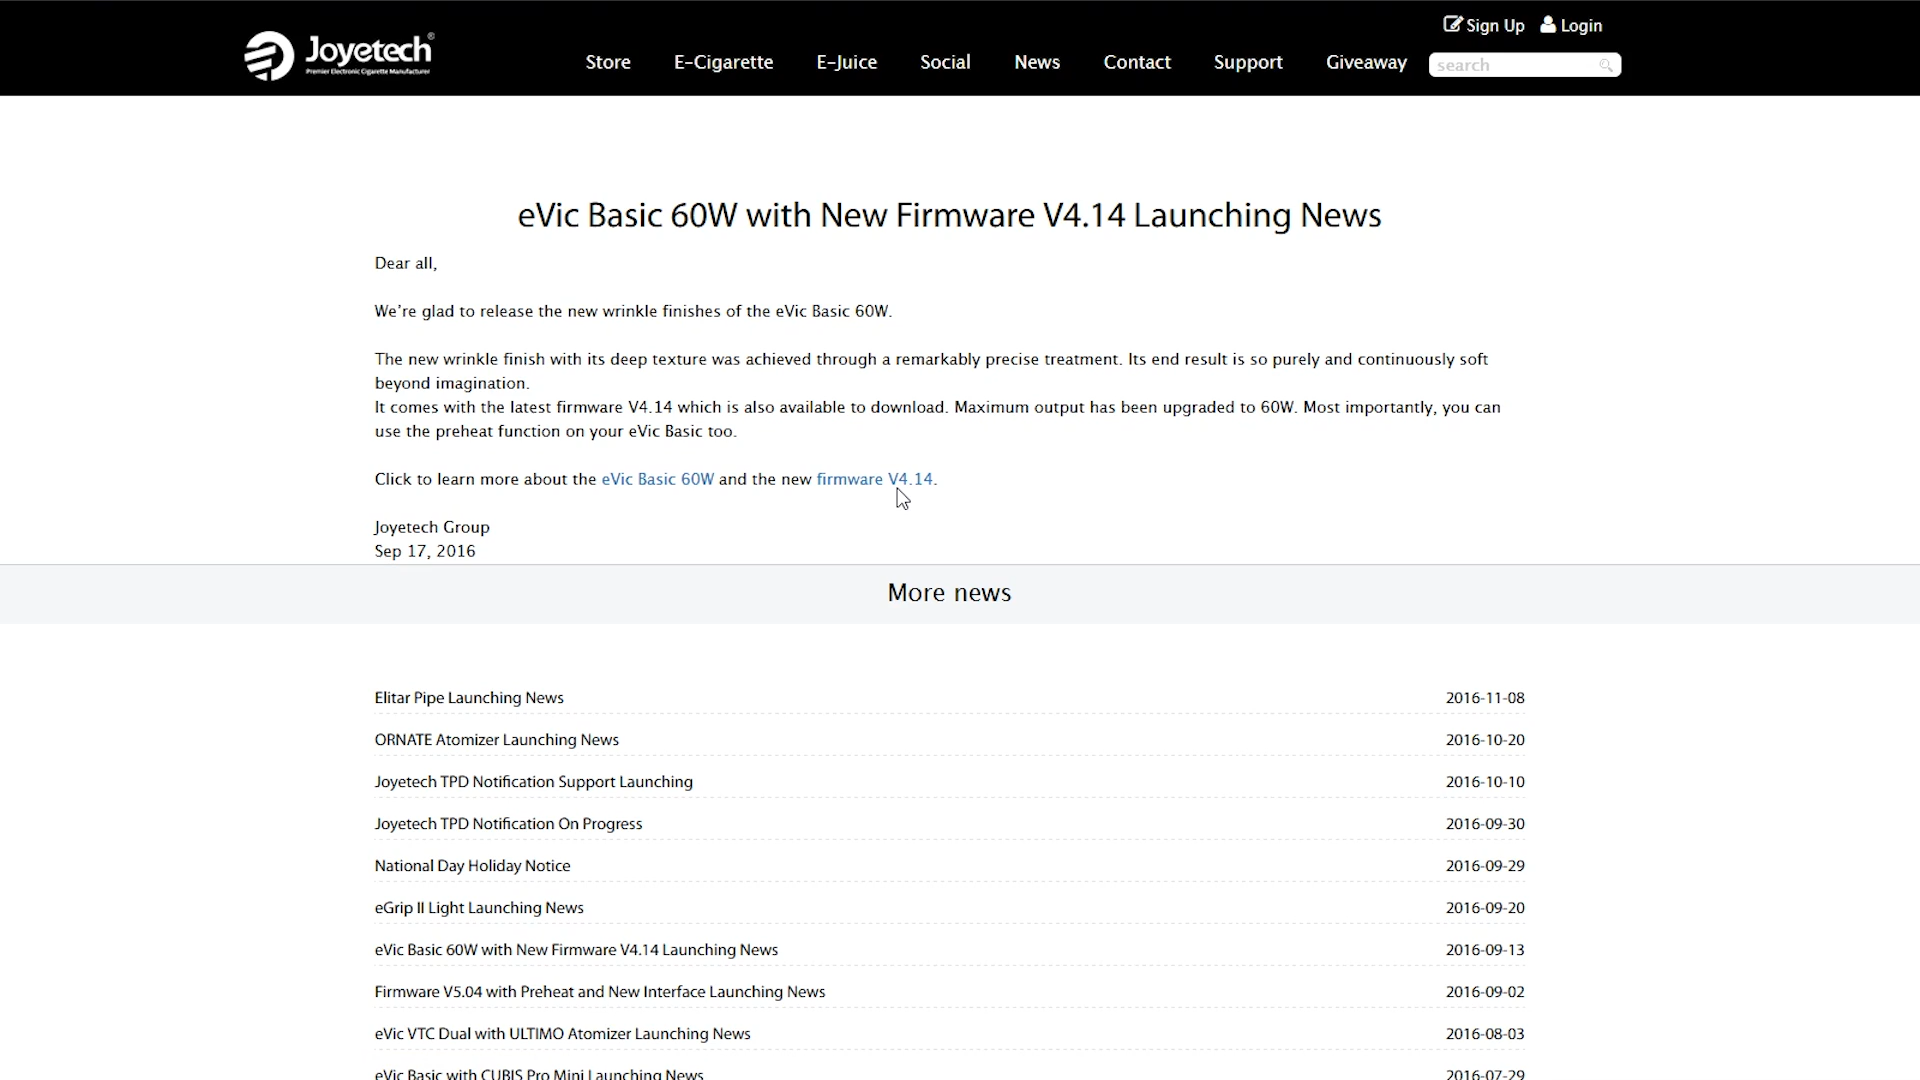 Sign Up Login
Joyetech®
Premier Electronic Cigarette Manufacturer
Store E-Cigarette E-Juice Social News Contact Support Giveaway search
eVic Basic 60W with New Firmware V4.14 Launching News
Dear all,
We’re glad to release the new wrinkle finishes of the eVic Basic 60W.
The new wrinkle finish with its deep texture was achieved through a remarkably precise treatment. Its end result is so purely and continuously soft
beyond imagination.
It comes with the latest firmware V4.14 which is also available to download. Maximum output has been upgraded to 60W. Most importantly, you can
use the preheat function on your eVic Basic too.
Click to learn more about the eVic Basic 60W and the new firmware V4.14.
Joyetech Group
Sep 17, 2016
More news
Elitar Pipe Launching News 2016-11-08
ORNATE Atomizer Launching News 2016-10-20
Joyetech TPD Notification Support Launching 2016-10-10
Joyetech TPD Notification On Progress 2016-09-30
National Day Holiday Notice 2016-09-29
eGrip II Light Launching News 2016-09-20
eVic Basic 60W with New Firmware V4.14 Launching News 2016-09-13
Firmware V5.04 with Preheat and New Interface Launching News 2016-09-02
eVic VTC Dual with ULTIMO Atomizer Launching News 2016-08-03
eVic Basic with CUBIS Pro Mini Launching News 2016-07-29